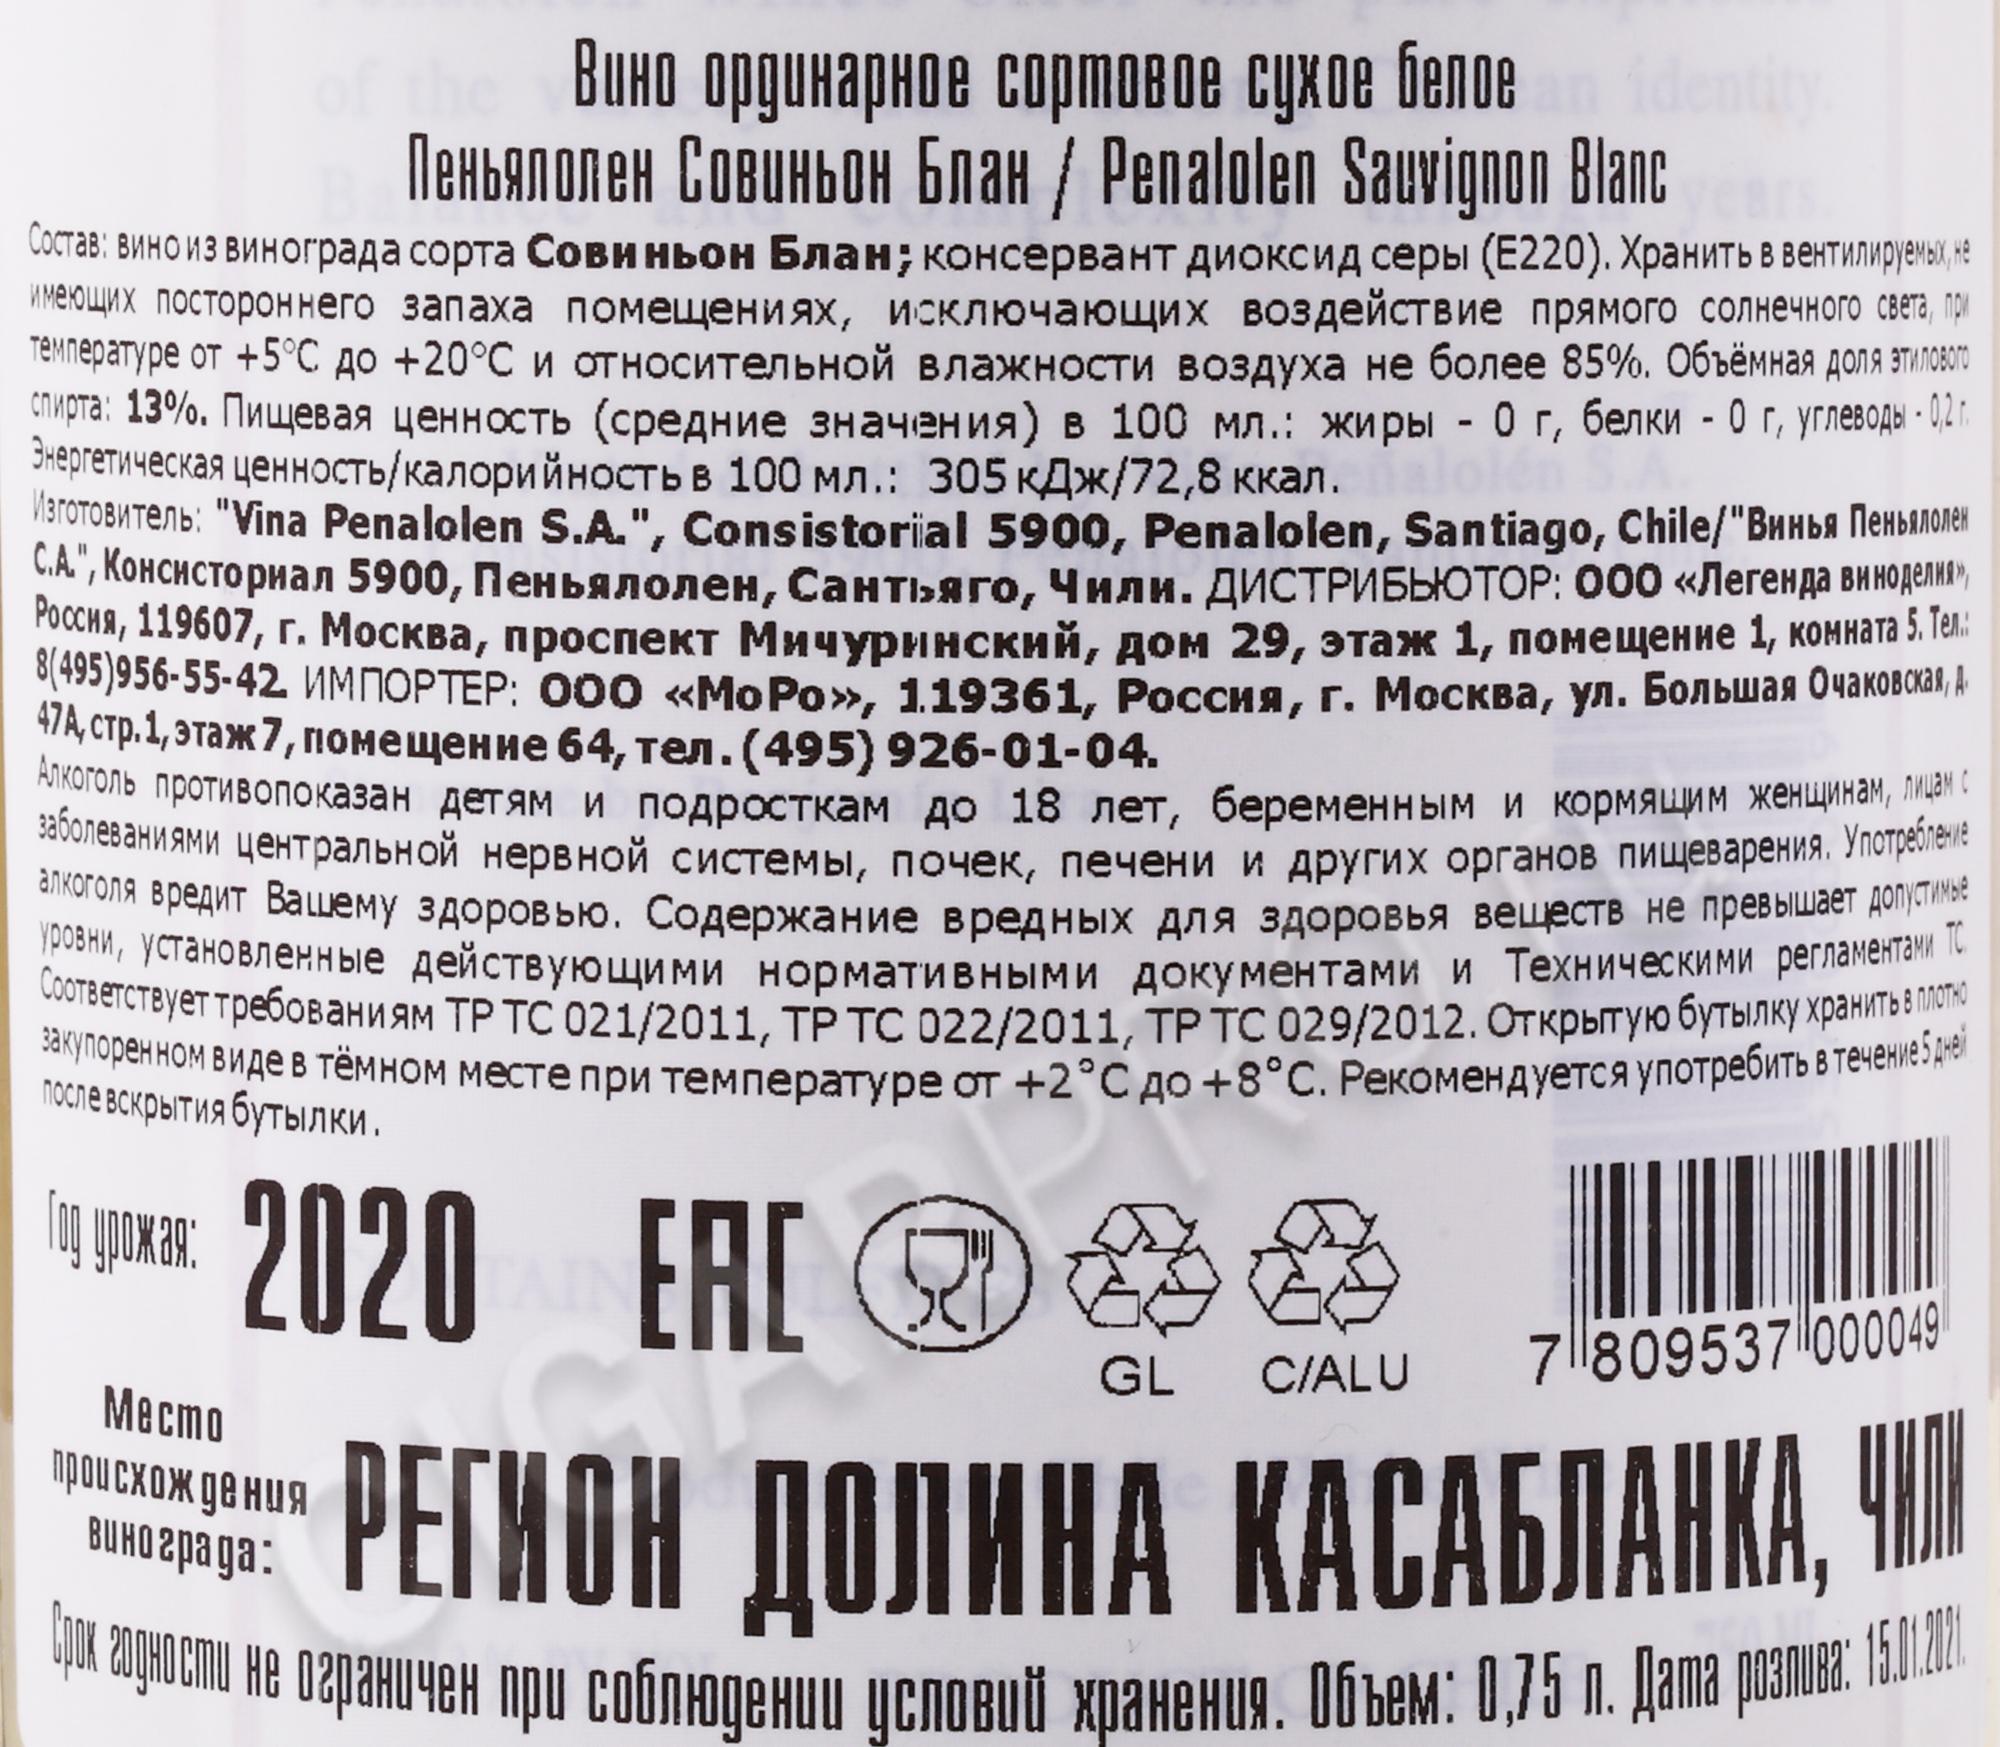 Вино ординарное сортовое сухое белое
Пеньялолен Совиньон Блан / Penalolen Sauvignon Blanc
Состав: вино из винограда сорта Совиньон Блан; консервант диоксид серы (E220). Хранить в вентилируемых, не
имеющих постороннего запаха помещениях, исключающих воздействие прямого солнечного света, при
температуре от +5°С до +20°С и относительной влажности воздуха не более 85%. Объёмная доля этилового
спирта: 13%. Пищевая ценность (средние значения) в 100 мл.: жиры - 0 г, белки - 0 г, углеводы - 0,2 г.
Энергетическая ценность/калорийность в 100 мл.: 305 кДж/72,8 ккал.
Изготовитель: "Vina Penalolen S.A.", Consistorial 5900, Penalolen, Santiago, Chile/"Винья Пеньялолен
С.А.", Консисториал 5900, Пеньялолен, Сантьяго, Чили. ДИСТРИБЬЮТОР: ООО «Легенда виноделия»,
Россия, 119607, г. Москва, проспект Мичуринский, дом 29, этаж 1, помещение 1, комната 5. Тел.:
8(495)956-55-42. ИМПОРТЕР: ООО «МоРо», 119361, Россия, г. Москва, ул. Большая Очаковская, д.
47А, стр.1, этаж 7, помещение 64, тел. (495) 926-01-04.
Алкоголь противопоказан детям и подросткам до 18 лет, беременным и кормящим женщинам, лицам с
заболеваниями центральной нервной системы, почек, печени и других органов пищеварения. Употребление
алкоголя вредит Вашему здоровью. Содержание вредных для здоровья веществ не превышает допустимые
уровни, установленные действующими нормативными документами и Техническими регламентами ТС.
Соответствует требованиям ТР ТС 021/2011, ТР ТС 022/2011, ТР ТС 029/2012. Открытую бутылку хранить в плотно
закупоренном виде в тёмном месте при температуре от +2°С до +8°С. Рекомендуется употребить в течение 5 дней
после вскрытия бутылки.
Год урожая: 2020 EAC
GL C/ALU
7 809537 000049
Место
происхождения
винограда:
РЕГИОН ДОЛИНА КАСАБЛАНКА, ЧИЛИ
Срок годности не ограничен при соблюдении условий хранения. Объем: 0,75 л. Дата розлива: 15.01.2021.
CIGARPRO.RU